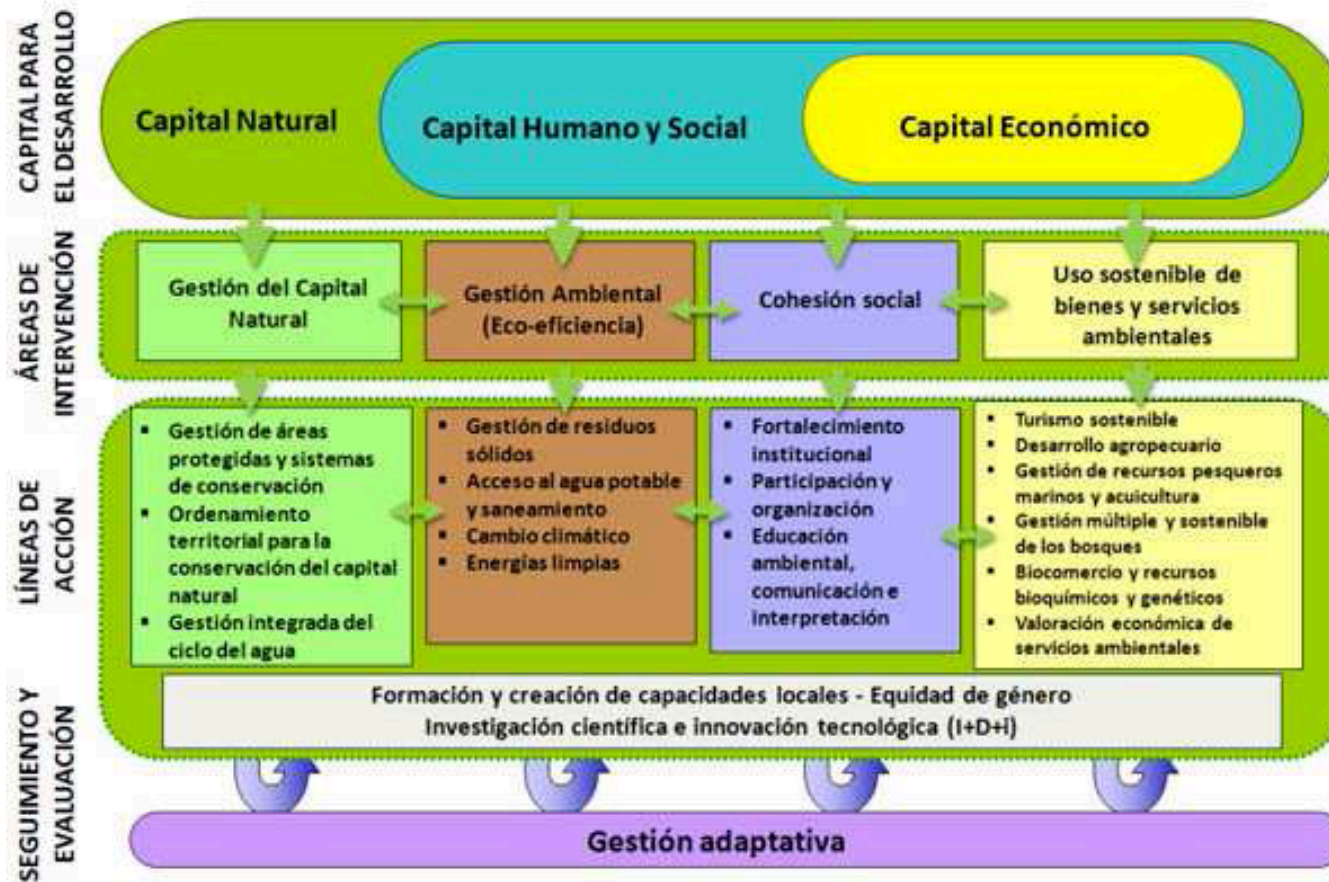 CAPITAL PARA
EL DESARROLLO
Capital Natural
Capital Humano y Social
Capital Económico
ÁREAS DE
INTERVENCIÓN
Gestión del Capital
Natural
Gestión Ambiental
(Eco-eficiencia)
Cohesión social
Uso sostenible de
bienes y servicios
ambientales
LÍNEAS DE
ACCIÓN
▪ Gestión de áreas
protegidas y sistemas
de conservación
▪ Ordenamiento
territorial para la
conservación del capital
natural
▪ Gestión integrada del
ciclo del agua
▪ Gestión de residuos
sólidos
▪ Acceso al agua potable
y saneamiento
▪ Cambio climático
▪ Energías limpias
▪ Fortalecimiento
institucional
▪ Participación y
organización
▪ Educación
ambiental,
comunicación e
interpretación
▪ Turismo sostenible
▪ Desarrollo agropecuario
▪ Gestión de recursos pesqueros
marinos y acuicultura
▪ Gestión múltiple y sostenible
de los bosques
▪ Biocomercio y recursos
bioquímicos y genéticos
▪ Valoración económica de
servicios ambientales
SEGUIMIENTO Y
EVALUACIÓN
Formación y creación de capacidades locales - Equidad de género
Investigación científica e innovación tecnológica (I+D+i)
Gestión adaptativa